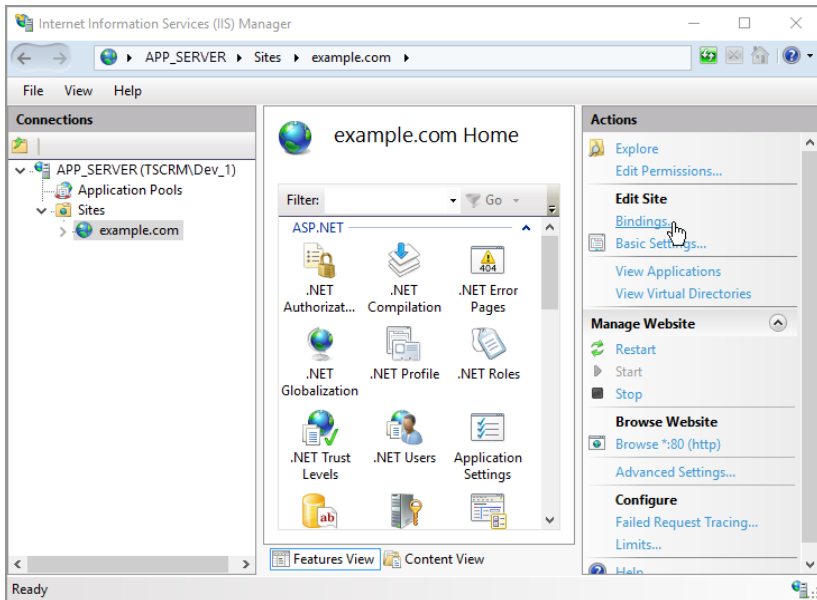 Internet Information Services (IIS) Manager
APP_SERVER Sites example.com
File View Help
Connections
APP_SERVER (TSCRM\Dev_1)
Application Pools
Sites
example.com
example.com Home
Filter: Go
ASP.NET
.NET Authorizat...
.NET Compilation
404
.NET Error Pages
.NET Globalization
.NET Profile
.NET Roles
.NET Trust Levels
.NET Users
Application Settings
ab
Features View Content View
Actions
Explore
Edit Permissions...
Edit Site
Bindings...
Basic Settings...
View Applications
View Virtual Directories
Manage Website
Restart
Start
Stop
Browse Website
Browse *:80 (http)
Advanced Settings...
Configure
Failed Request Tracing...
Limits...
Help
Ready